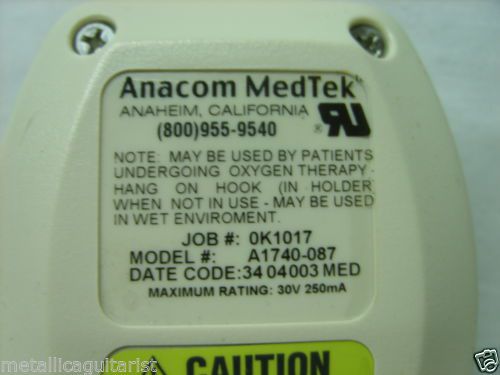 Anacom MedTek
ANAHEIM, CALIFORNIA
(800)955-9540
NOTE: MAY BE USED BY PATIENTS
UNDERGOING OXYGEN THERAPY -
HANG ON HOOK (IN HOLDER)
WHEN NOT IN USE - MAY BE USED
IN WET ENVIROMENT.
JOB #: 0K1017
MODEL #: A1740-087
DATE CODE:34 04 003 MED
MAXIMUM RATING: 30V 250mA
CAUTION
metallicaguitarist